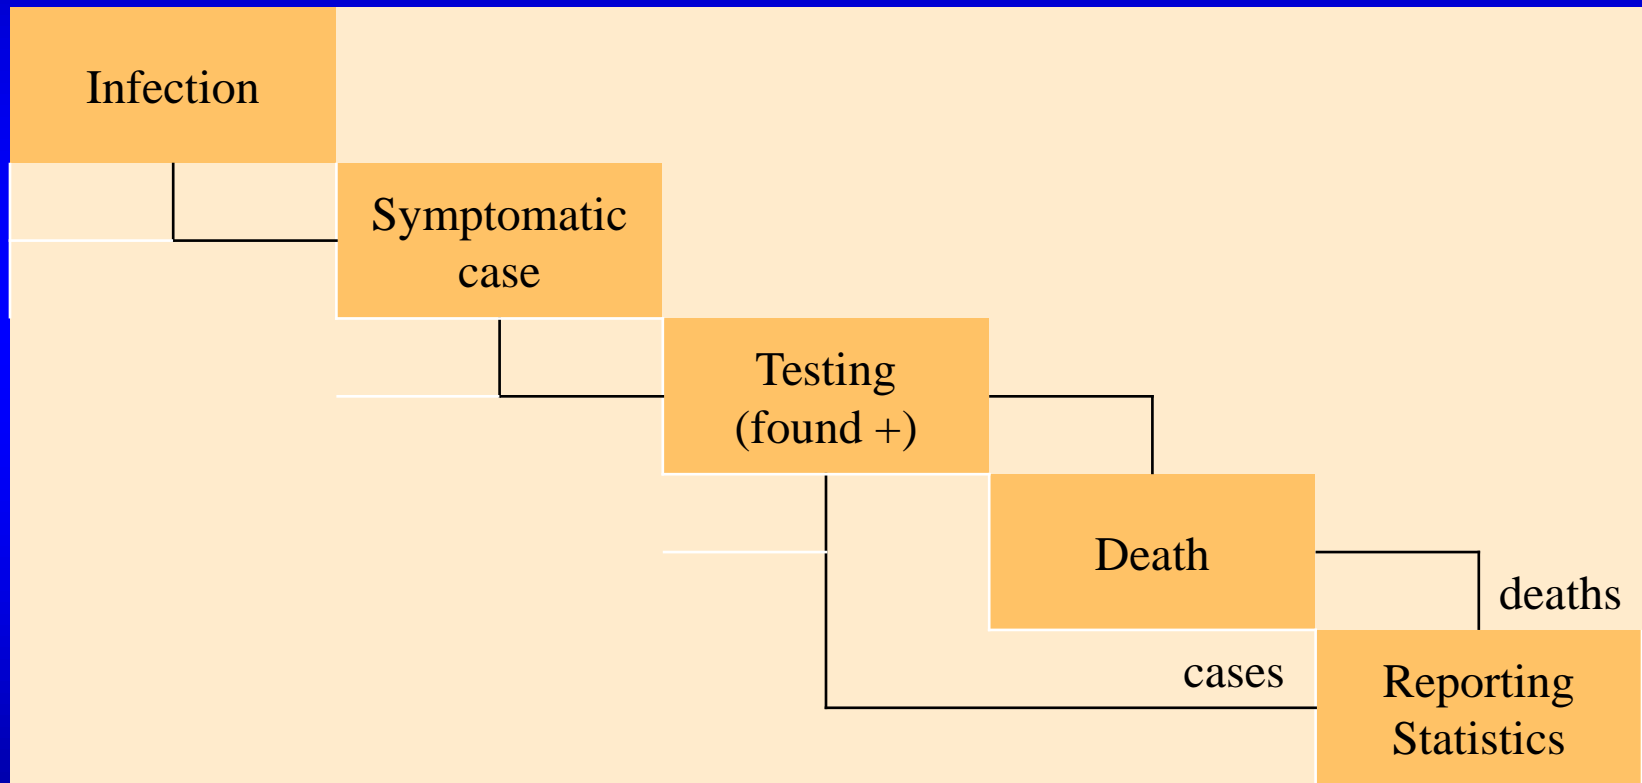 Infection
Symptomatic
case
Testing
(found +)
Death
deaths
cases
Reporting
Statistics